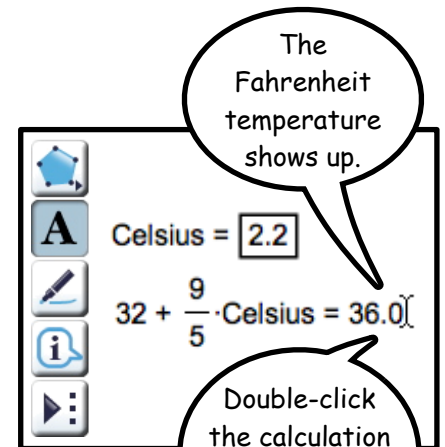 The
Fahrenheit
temperature
shows up.
A
Celsius = 2.2
32 + 9/5 · Celsius = 36.0
i
Double-click
the calculation